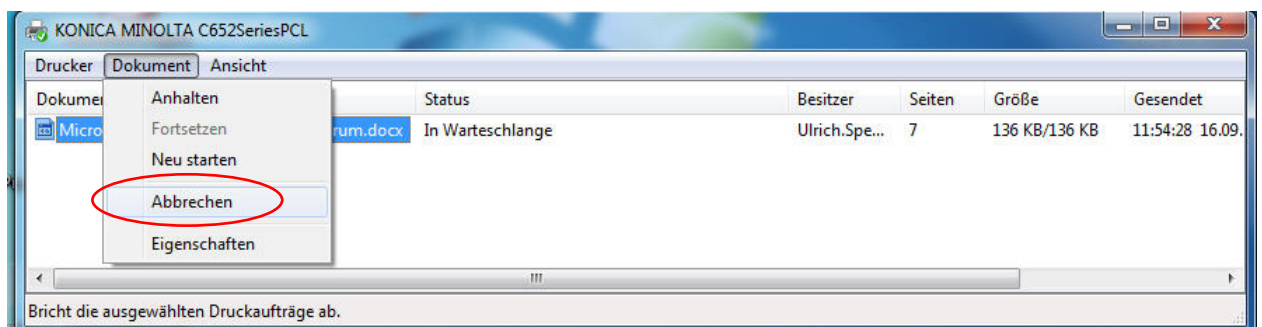 KONICA MINOLTA C652SeriesPCL
Drucker Dokument Ansicht
Dokumen Status Besitzer Seiten Größe Gesendet
Micro rum.docx In Warteschlange Ulrich.Spe... 7 136 KB/136 KB 11:54:28 16.09.
Anhalten
Fortsetzen
Neu starten
Abbrechen
Eigenschaften
Bricht die ausgewählten Druckaufträge ab.